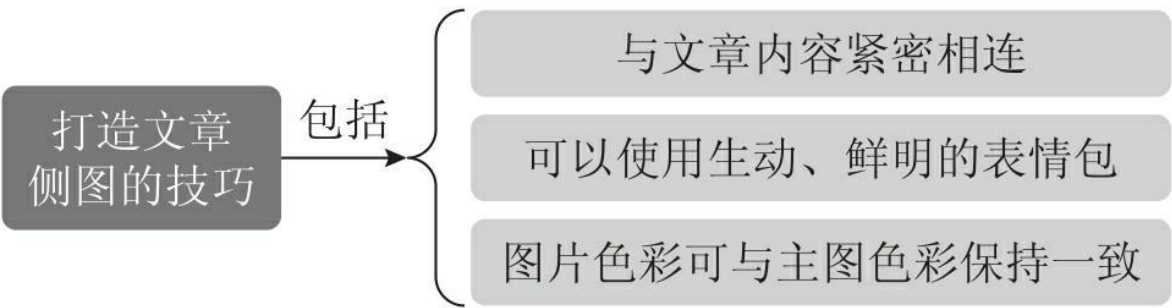 打造文章
侧图的技巧
包括
与文章内容紧密相连
可以使用生动、鲜明的表情包
图片色彩可与主图色彩保持一致